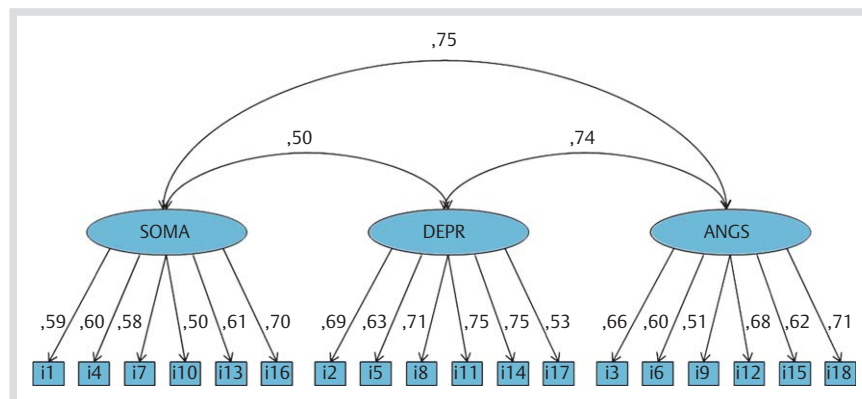 ,75
,50 ,74
SOMA DEPR ANGS
,59 ,60 ,58 ,50 ,61 ,70 ,69 ,63 ,71 ,75 ,75 ,53 ,66 ,60 ,51 ,68 ,62 ,71
i1 i4 i7 i10 i13 i16 i2 i5 i8 i11 i14 i17 i3 i6 i9 i12 i15 i18